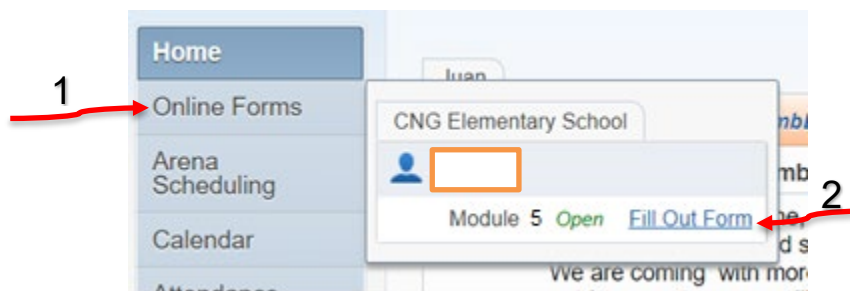 Home
Juan
1
Online Forms
CNG Elementary School
Arena
Scheduling
2
Module 5 Open Fill Out Form
Calendar
We are coming with more
Attendance